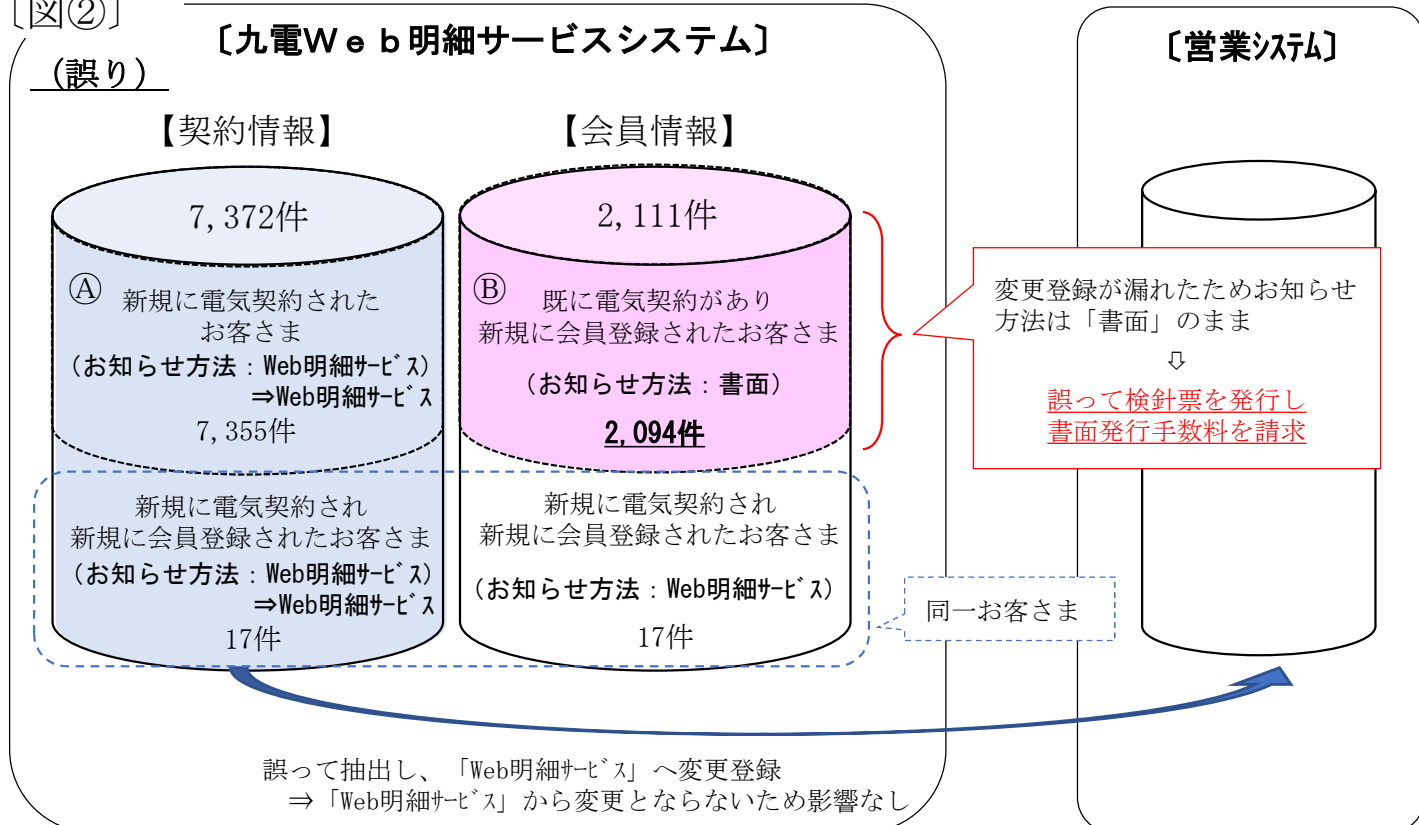 〔図②〕
(誤り)
〔九電Ｗｅｂ明細サービスシステム〕
〔営業ｼｽﾃﾑ〕
【契約情報】
【会員情報】
7,372件
Ⓐ
新規に電気契約された
お客さま
(お知らせ方法：Web明細ｻｰﾋﾞｽ)
⇒Web明細ｻｰﾋﾞｽ
7,355件
新規に電気契約され
新規に会員登録されたお客さま
(お知らせ方法：Web明細ｻｰﾋﾞｽ)
⇒Web明細ｻｰﾋﾞｽ
17件
2,111件
Ⓑ
既に電気契約があり
新規に会員登録されたお客さま
(お知らせ方法：書面)
2,094件
新規に電気契約され
新規に会員登録されたお客さま
(お知らせ方法：Web明細ｻｰﾋﾞｽ)
17件
変更登録が漏れたためお知らせ
方法は「書面」のまま
⇩
誤って検針票を発行し
書面発行手数料を請求
同一お客さま
誤って抽出し、「Web明細ｻｰﾋﾞｽ」へ変更登録
⇒「Web明細ｻｰﾋﾞｽ」から変更とならないため影響なし